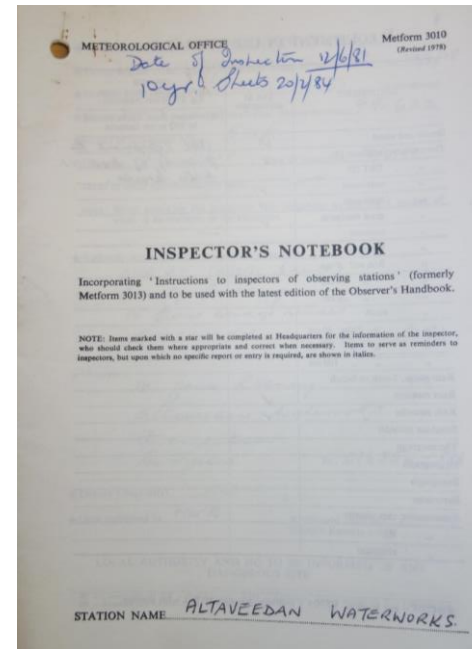 METEOROLOGICAL OFFICE
Metform 3010
(Revised 1978)
Date of Inspection 12/6/81
10 yr. Sheets 20/2/84
INSPECTOR'S NOTEBOOK
Incorporating 'Instructions to inspectors of observing stations' (formerly
Metform 3013) and to be used with the latest edition of the Observer's Handbook.
NOTE: Items marked with a star will be completed at Headquarters for the information of the inspector,
who should check them where appropriate and correct when necessary. Items to serve as reminders to
inspectors, but upon which no specific report or entry is required, are shown in italics.
STATION NAME ALTAVEEDAN WATERWORKS.